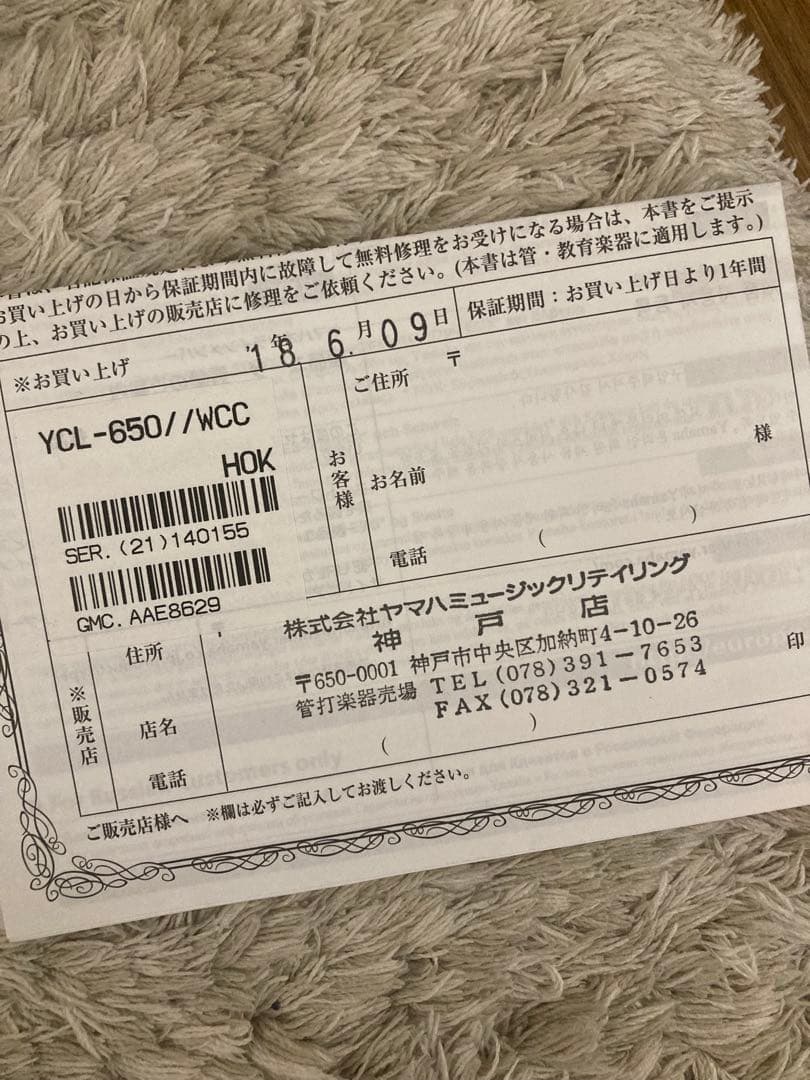 お買い上げの日から保証期間内に故障して無料修理をお受けになる場合は、本書をご提示
の上、お買い上げの販売店に修理をご依頼ください。(本書は管・教育楽器に適用します。)
※お買い上げ '18年 6.月 09日 保証期間：お買い上げ日より1年間
YCL-650//WCC
HOK
SER.(21)140155
GMC.AAE8629
お客様
ご住所 〒
お名前 様
電話 ( )
※販売店
住所
店名
電話 ( )
株式会社ヤマハミュージックリテイリング
神戸店
〒650-0001 神戸市中央区加納町4-10-26
管打楽器売場 TEL(078)391-7653
FAX(078)321-0574
印
ご販売店様へ ※欄は必ずご記入してお渡しください。
For Russian customers only